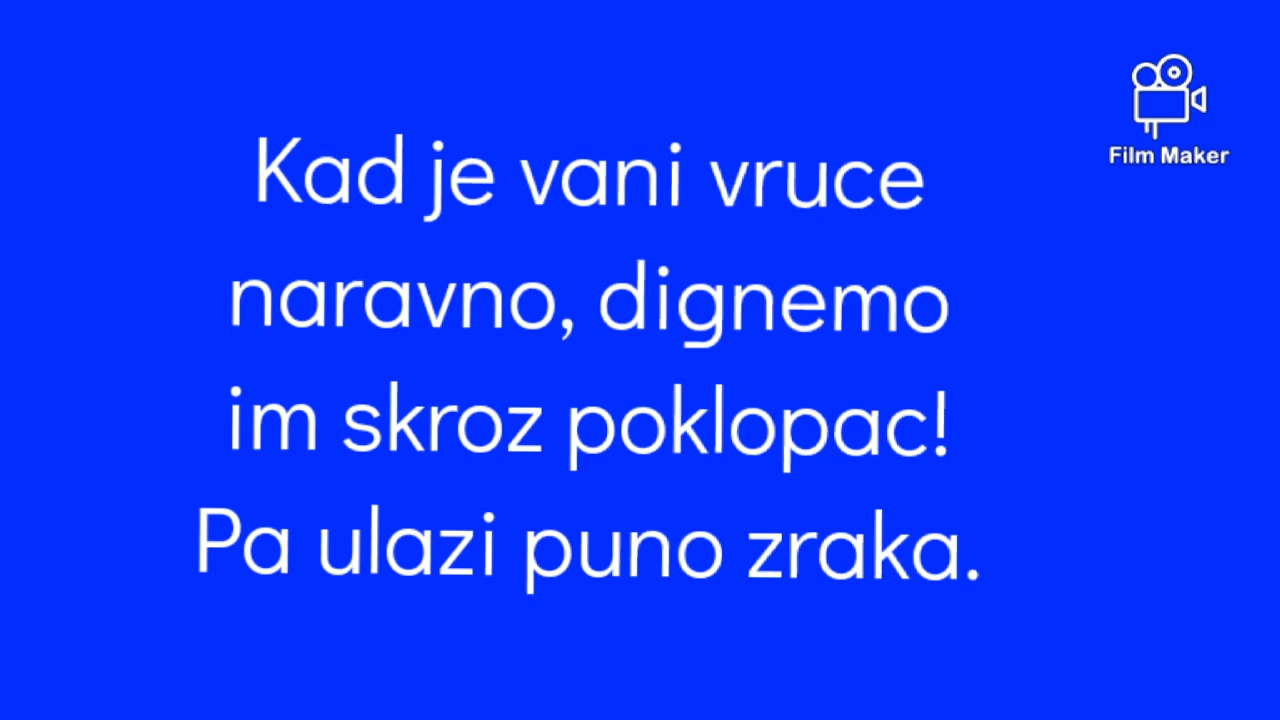 Film Maker
Kad je vani vruce
naravno, dignemo
im skroz poklopac!
Pa ulazi puno zraka.